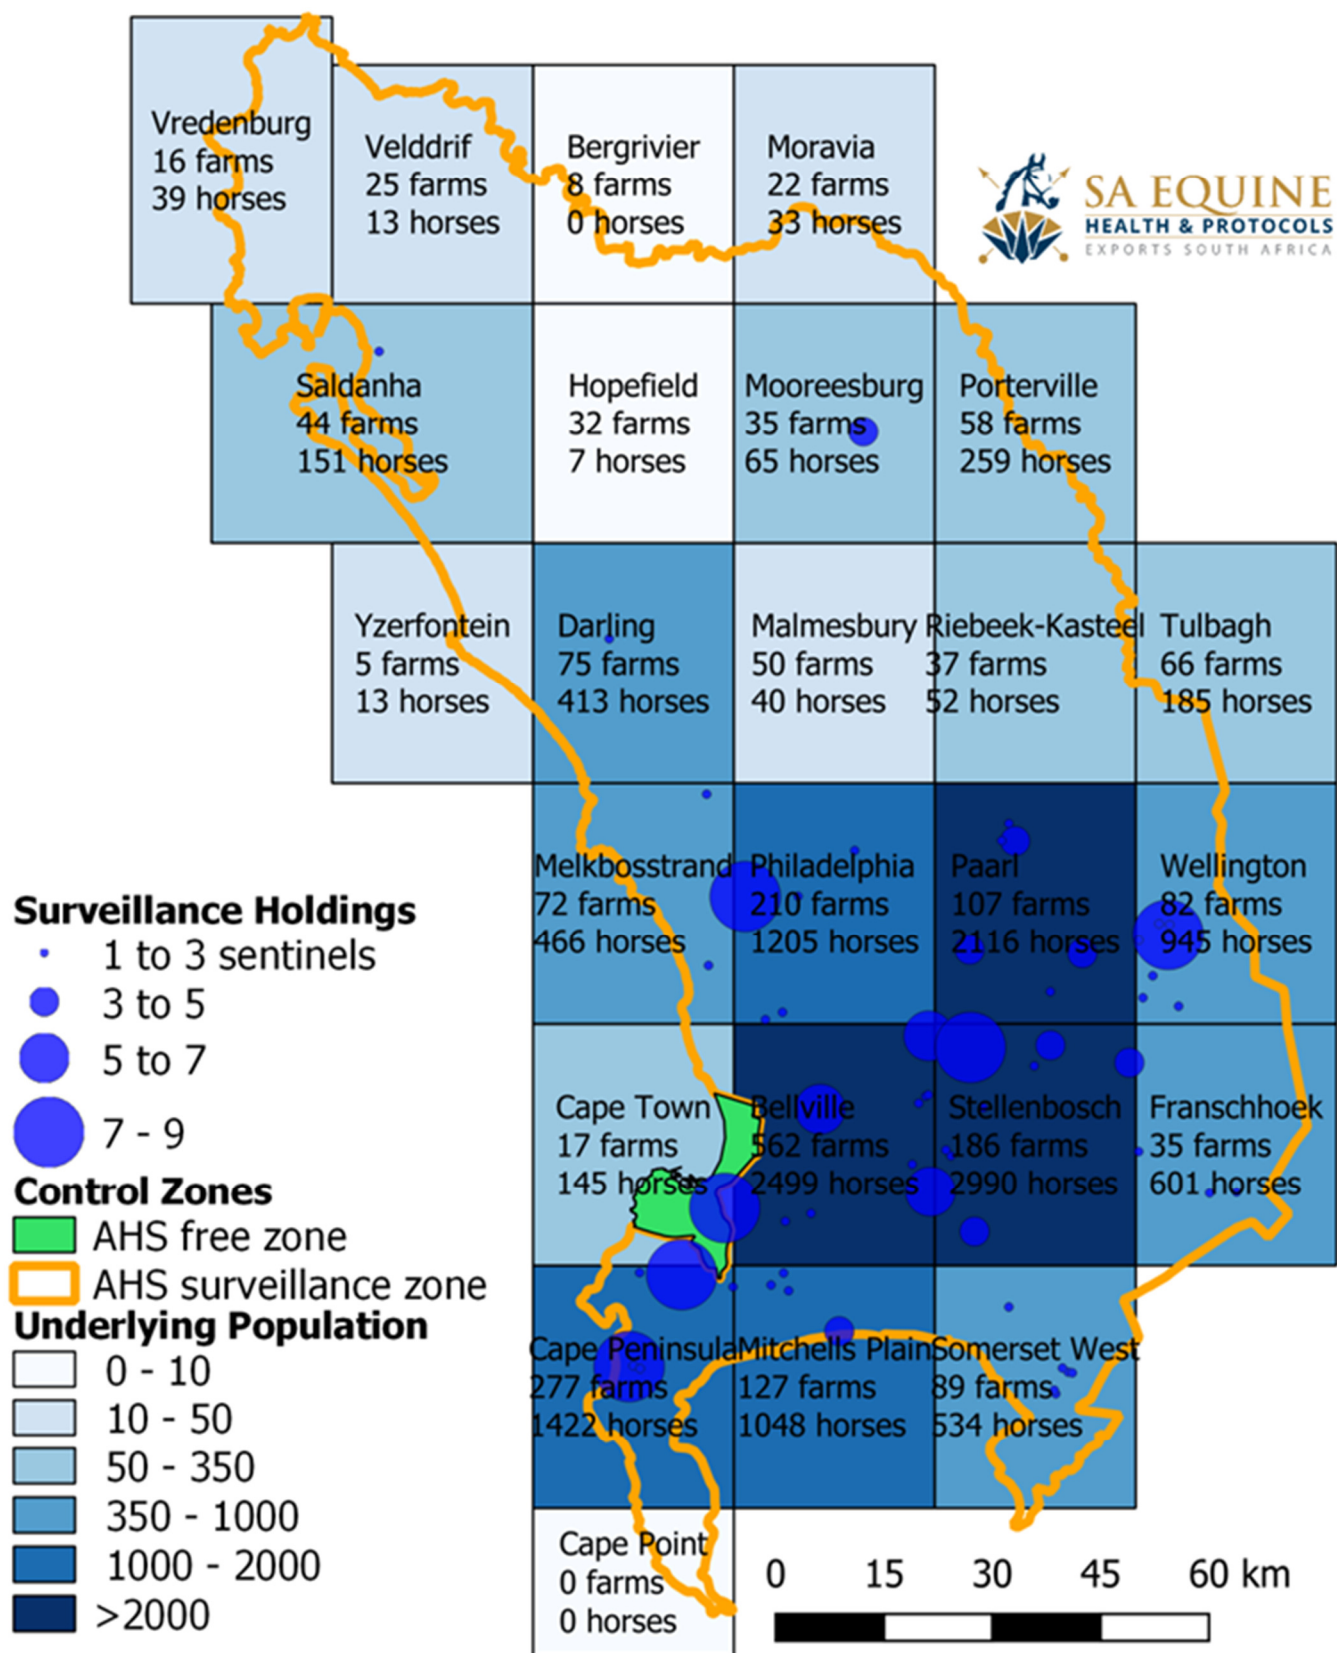 Vredenburg
16 farms
39 horses
Velddrif
25 farms
13 horses
Bergrivier
8 farms
0 horses
Moravia
22 farms
33 horses
SA EQUINE
HEALTH & PROTOCOLS
EXPORTS SOUTH AFRICA
Saldanha
44 farms
151 horses
Hopefield
32 farms
7 horses
Mooreesburg
35 farms
65 horses
Porterville
58 farms
259 horses
Yzerfontein
5 farms
13 horses
Darling
75 farms
413 horses
Malmesbury
50 farms
40 horses
Riebeek-Kasteel
37 farms
52 horses
Tulbagh
66 farms
185 horses
Melkbosstrand
72 farms
466 horses
Philadelphia
210 farms
1205 horses
Paarl
107 farms
2116 horses
Wellington
82 farms
945 horses
Cape Town
17 farms
145 horses
Bellville
562 farms
2499 horses
Stellenbosch
186 farms
2990 horses
Franschhoek
35 farms
601 horses
Cape Peninsula
277 farms
1422 horses
Mitchells Plain
127 farms
1048 horses
Somerset West
89 farms
534 horses
Cape Point
0 farms
0 horses
Surveillance Holdings
1 to 3 sentinels
3 to 5
5 to 7
7 - 9
Control Zones
AHS free zone
AHS surveillance zone
Underlying Population
0 - 10
10 - 50
50 - 350
350 - 1000
1000 - 2000
>2000
0 15 30 45 60 km